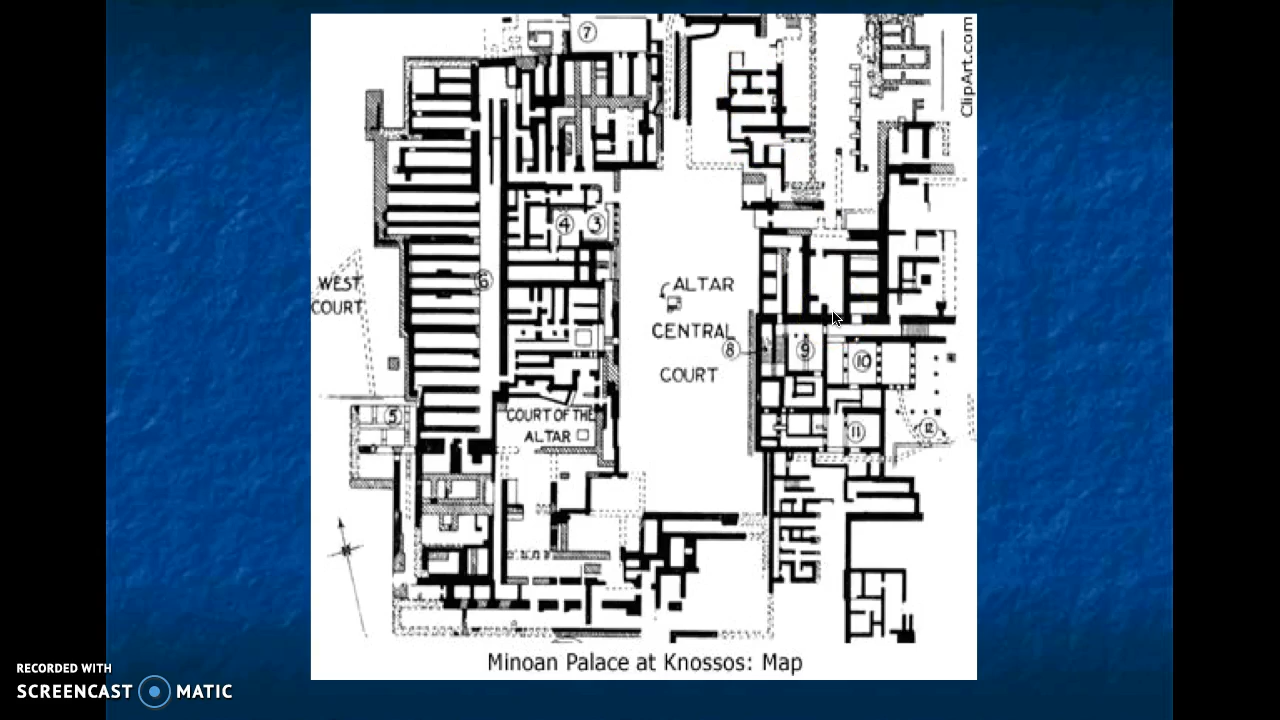 ClipArt.com
7
4
3
6
WEST
COURT
ALTAR
CENTRAL
COURT
8
9
10
5
COURT OF THE
ALTAR
11
12
Minoan Palace at Knossos: Map
RECORDED WITH
SCREENCAST MATIC